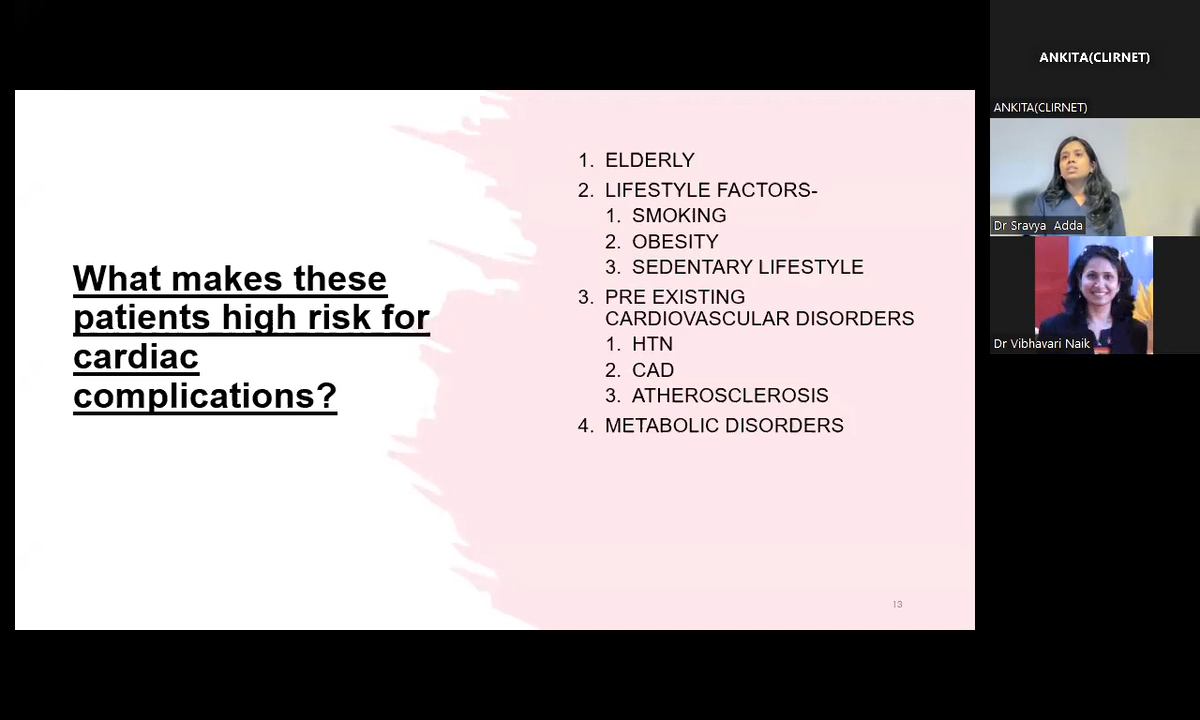 What makes these
patients high risk for
cardiac
complications?
1. ELDERLY
2. LIFESTYLE FACTORS-
1. SMOKING
2. OBESITY
3. SEDENTARY LIFESTYLE
3. PRE EXISTING
CARDIOVASCULAR DISORDERS
1. HTN
2. CAD
3. ATHEROSCLEROSIS
4. METABOLIC DISORDERS
13
ANKITA(CLIRNET)
ANKITA(CLIRNET)
Dr Sravya Adda
Dr Vibhavari Naik